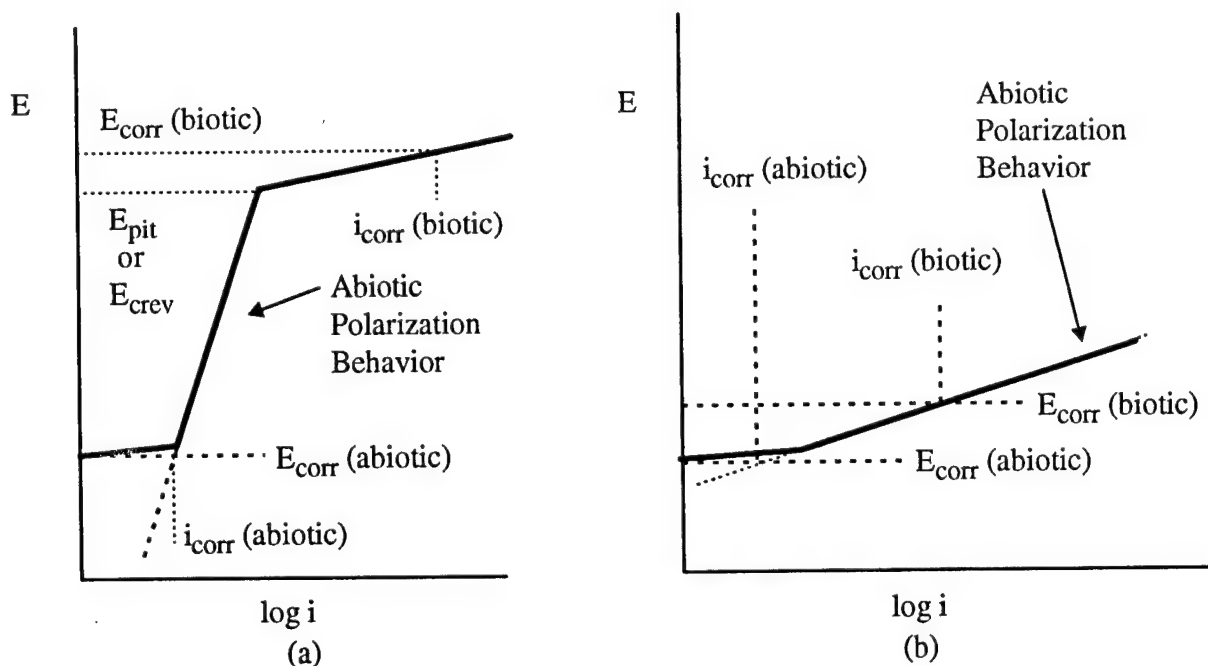 E
E_corr (biotic)
E_pit
or
E_crev
i_corr (biotic)
Abiotic
Polarization
Behavior
E_corr (abiotic)
i_corr (abiotic)
log i
(a)
E
Abiotic
Polarization
Behavior
i_corr (abiotic)
i_corr (biotic)
E_corr (biotic)
E_corr (abiotic)
log i
(b)